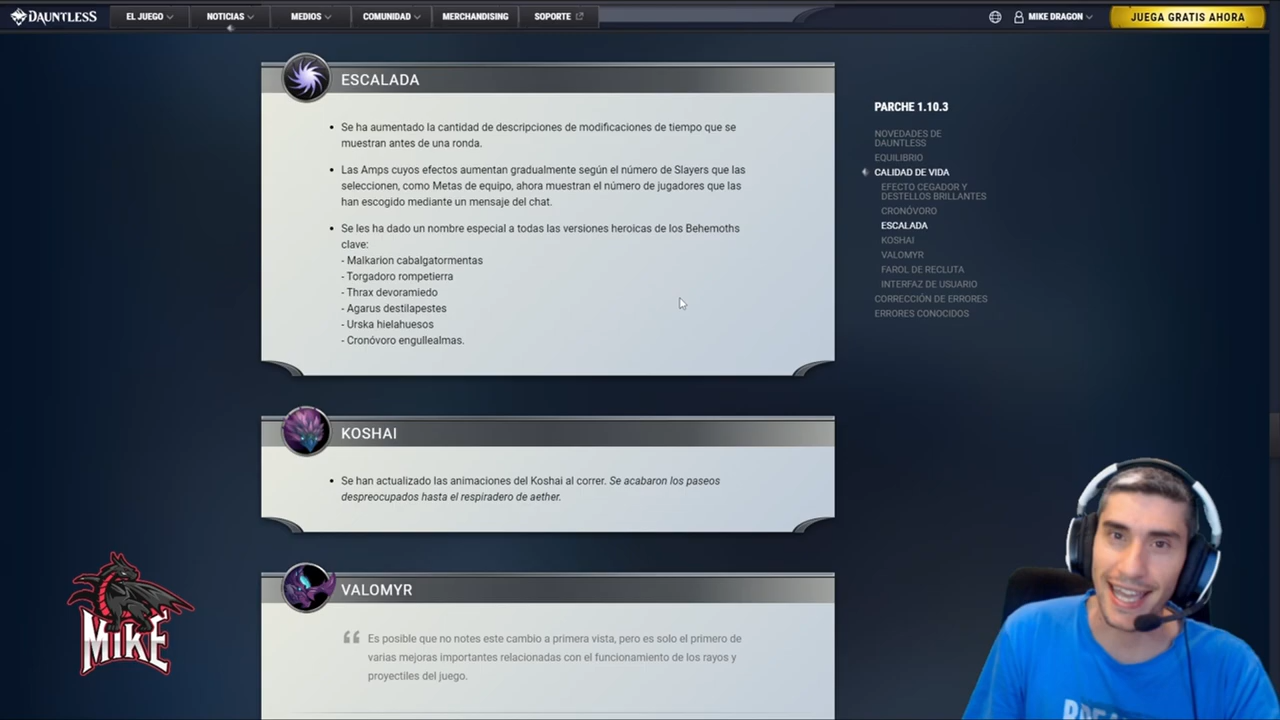 DAUNTLESS
EL JUEGO
NOTICIAS
MEDIOS
COMUNIDAD
MERCHANDISING
SOPORTE
MIKE DRAGON
JUEGA GRATIS AHORA
ESCALADA
• Se ha aumentado la cantidad de descripciones de modificaciones de tiempo que se
muestran antes de una ronda.
• Las Amps cuyos efectos aumentan gradualmente según el número de Slayers que las
seleccionen, como Metas de equipo, ahora muestran el número de jugadores que las
han escogido mediante un mensaje del chat.
• Se les ha dado un nombre especial a todas las versiones heroicas de los Behemoths
clave:
- Malkarion cabalgatormentas
- Torgadoro rompetierra
- Thrax devoramiedo
- Agarus destilapestes
- Urska hielahuesos
- Cronóvoro engullealmas.
KOSHAI
• Se han actualizado las animaciones del Koshai al correr. Se acabaron los paseos
despreocupados hasta el respiradero de aether.
VALOMYR
Es posible que no notes este cambio a primera vista, pero es solo el primero de
varias mejoras importantes relacionadas con el funcionamiento de los rayos y
proyectiles del juego.
PARCHE 1.10.3
NOVEDADES DE
DAUNTLESS
EQUILIBRIO
CALIDAD DE VIDA
EFECTO CEGADOR Y
DESTELLOS BRILLANTES
CRONÓVORO
ESCALADA
KOSHAI
VALOMYR
FAROL DE RECLUTA
INTERFAZ DE USUARIO
CORRECCIÓN DE ERRORES
ERRORES CONOCIDOS
MIKE